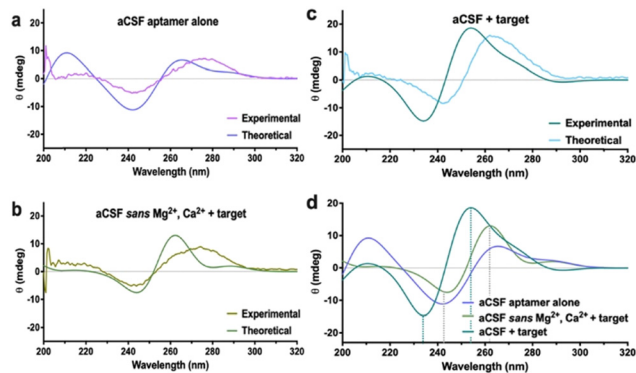 a
aCSF aptamer alone
θ (mdeg)
20
10
0
-10
-20
Experimental
Theoretical
200 220 240 260 280 300 320
Wavelength (nm)
b
aCSF sans Mg²⁺, Ca²⁺ + target
θ (mdeg)
20
10
0
-10
-20
Experimental
Theoretical
200 220 240 260 280 300 320
Wavelength (nm)
c
aCSF + target
θ (mdeg)
20
10
0
-10
-20
Experimental
Theoretical
200 220 240 260 280 300 320
Wavelength (nm)
d
θ (mdeg)
20
10
0
-10
-20
aCSF aptamer alone
aCSF sans Mg²⁺, Ca²⁺ + target
aCSF + target
200 220 240 260 280 300 320
Wavelength (nm)